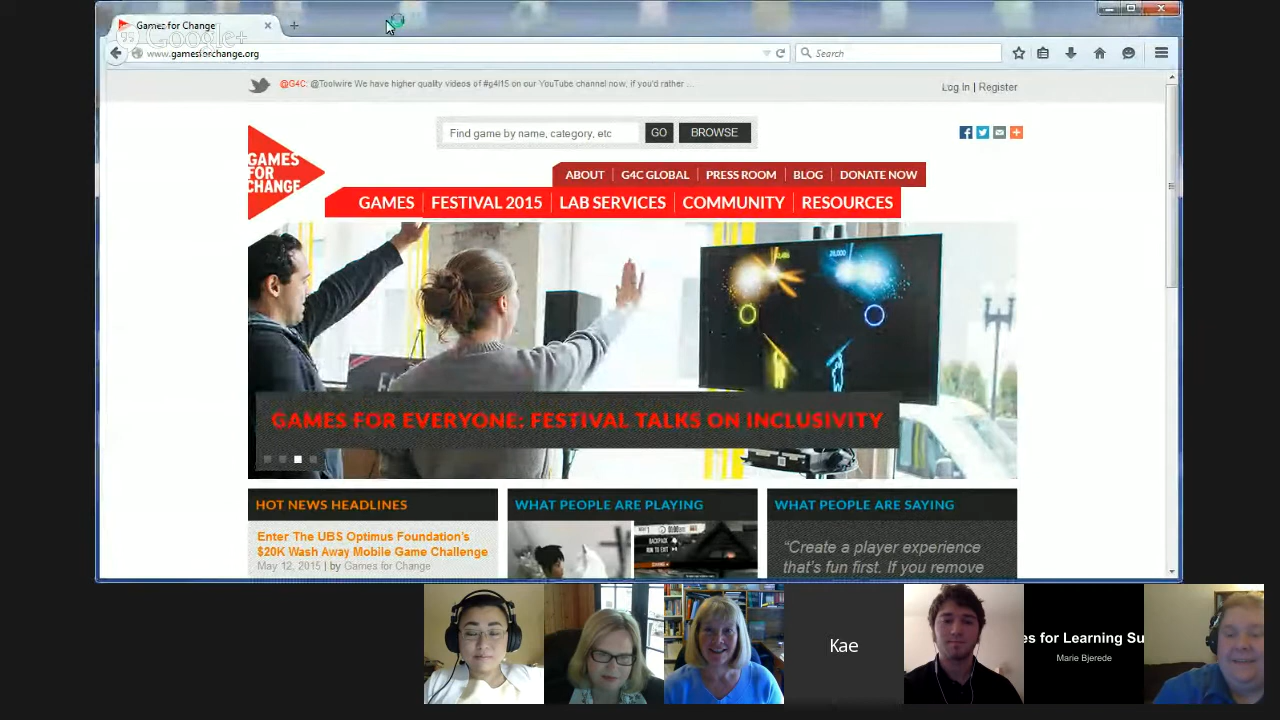 Games for Change
Google+
www.gamesforchange.org
Search
@G4C: @Toolwire We have higher quality videos of #g4l15 on our YouTube channel now, if you'd rather ...
Log In | Register
Find game by name, category, etc
GO
BROWSE
GAMES
FOR
CHANGE
ABOUT
G4C GLOBAL
PRESS ROOM
BLOG
DONATE NOW
GAMES
FESTIVAL 2015
LAB SERVICES
COMMUNITY
RESOURCES
GAMES FOR EVERYONE: FESTIVAL TALKS ON INCLUSIVITY
HOT NEWS HEADLINES
Enter The UBS Optimus Foundation's
$20K Wash Away Mobile Game Challenge
May 12, 2015 | by Games for Change
WHAT PEOPLE ARE PLAYING
WHAT PEOPLE ARE SAYING
“Create a player experience
that's fun first. If you remove
Kae
es for Learning Su
Marie Bjerede